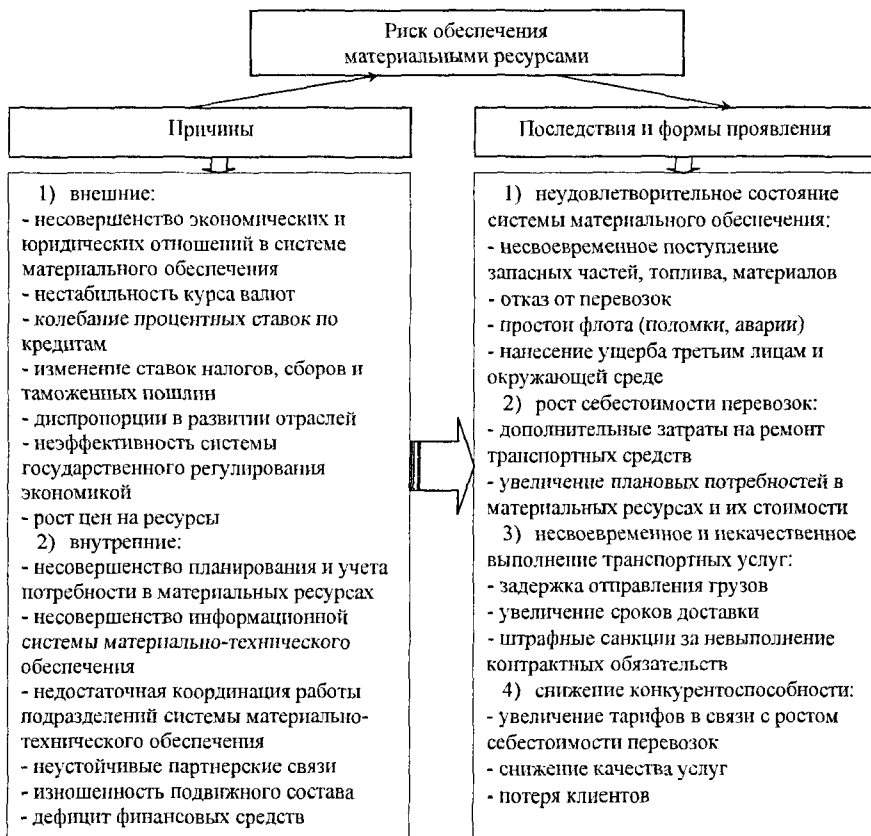 Риск обеспечения
материальными ресурсами
Причины
1) внешние:
- несовершенство экономических и
юридических отношений в системе
материального обеспечения
- нестабильность курса валют
- колебание процентных ставок по
кредитам
- изменение ставок налогов, сборов и
таможенных пошлин
- диспропорции в развитии отраслей
- неэффективность системы
государственного регулирования
экономикой
- рост цен на ресурсы
2) внутренние:
- несовершенство планирования и учета
потребности в материальных ресурсах
- несовершенство информационной
системы материально-технического
обеспечения
- недостаточная координация работы
подразделений системы материально-
технического обеспечения
- неустойчивые партнерские связи
- изношенность подвижного состава
- дефицит финансовых средств
Последствия и формы проявления
1) неудовлетворительное состояние
системы материального обеспечения:
- несвоевременное поступление
запасных частей, топлива, материалов
- отказ от перевозок
- простои флота (поломки, аварии)
- нанесение ущерба третьим лицам и
окружающей среде
2) рост себестоимости перевозок:
- дополнительные затраты на ремонт
транспортных средств
- увеличение плановых потребностей в
материальных ресурсах и их стоимости
3) несвоевременное и некачественное
выполнение транспортных услуг:
- задержка отправления грузов
- увеличение сроков доставки
- штрафные санкции за невыполнение
контрактных обязательств
4) снижение конкурентоспособности:
- увеличение тарифов в связи с ростом
себестоимости перевозок
- снижение качества услуг
- потеря клиентов